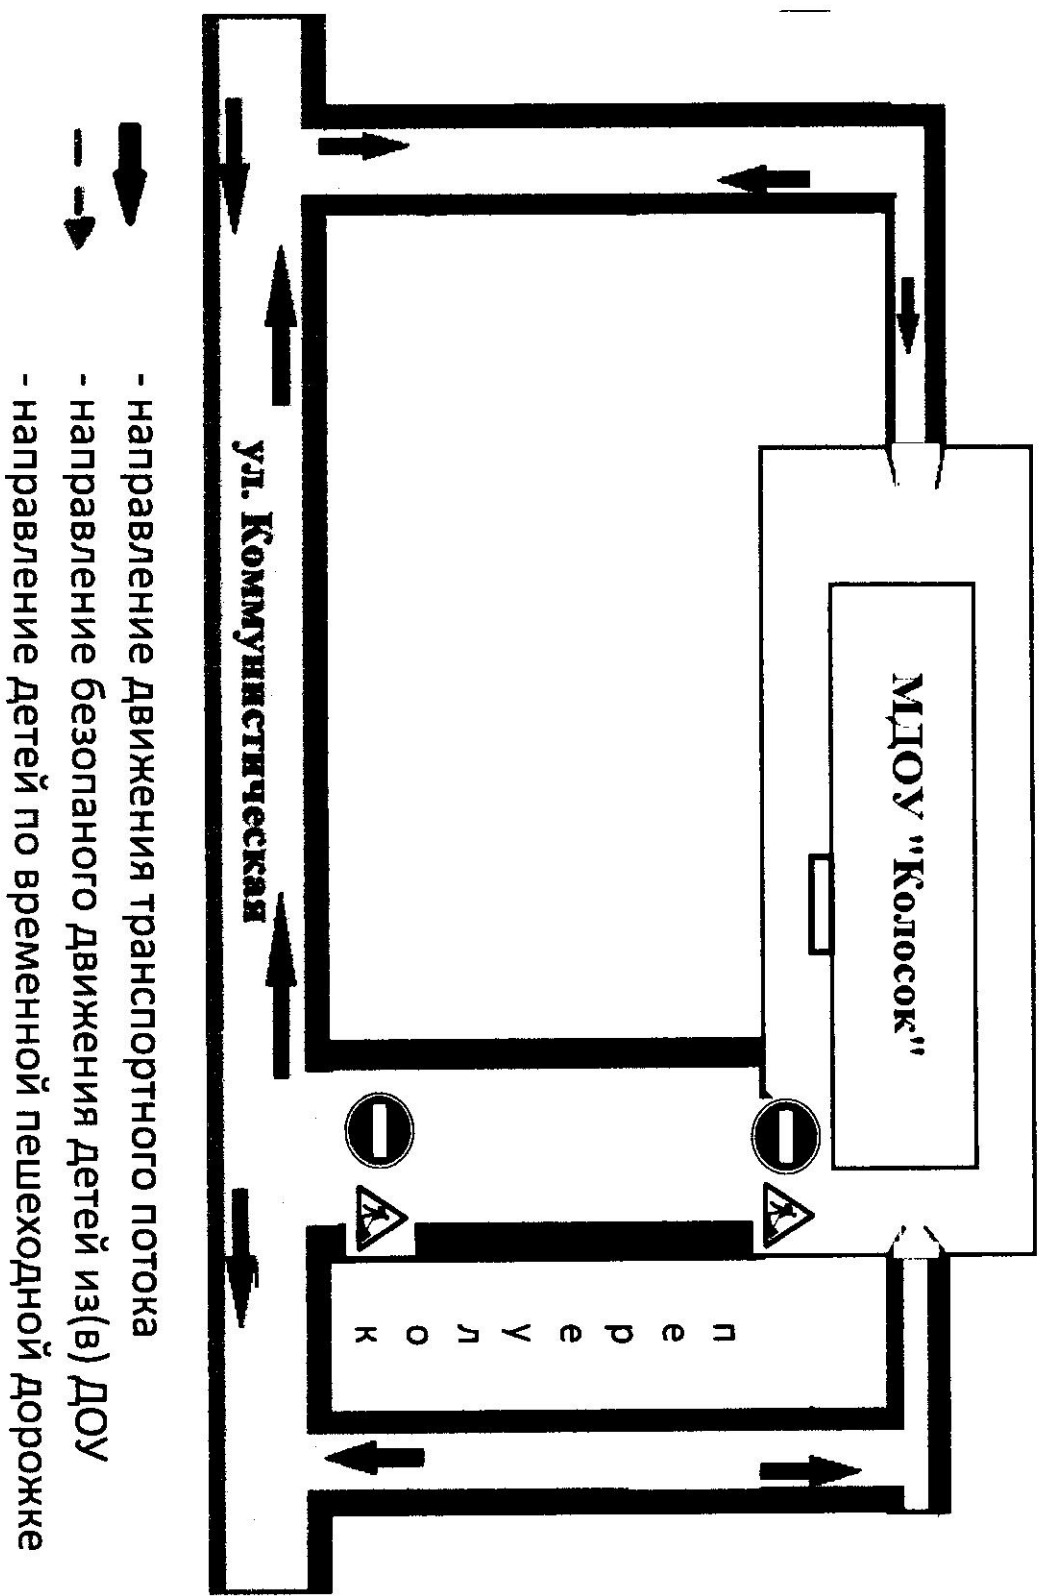 МДОУ "Колосок"
переулок
ул. Коммунистическая
- направление движения транспортного потока
- направление безопаного движения детей из(в) ДОУ
- направление детей по временной пешеходной дорожке